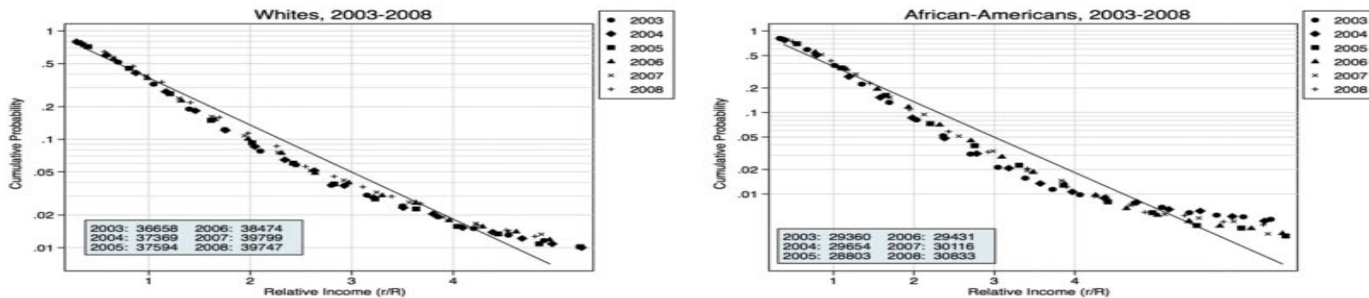 Whites, 2003-2008
1
.5
.2
.1
.05
.02
.01
Cumulative Probability
1
2
3
4
Relative Income (r/R)
2003: 36658 2006: 38474
2004: 37369 2007: 39799
2005: 37594 2008: 39747
2003
2004
2005
2006
2007
2008
African-Americans, 2003-2008
1
.5
.2
.1
.05
.02
.01
Cumulative Probability
1
2
3
4
Relative Income (r/R)
2003: 29360 2006: 29431
2004: 29654 2007: 30116
2005: 28803 2008: 30833
2003
2004
2005
2006
2007
2008